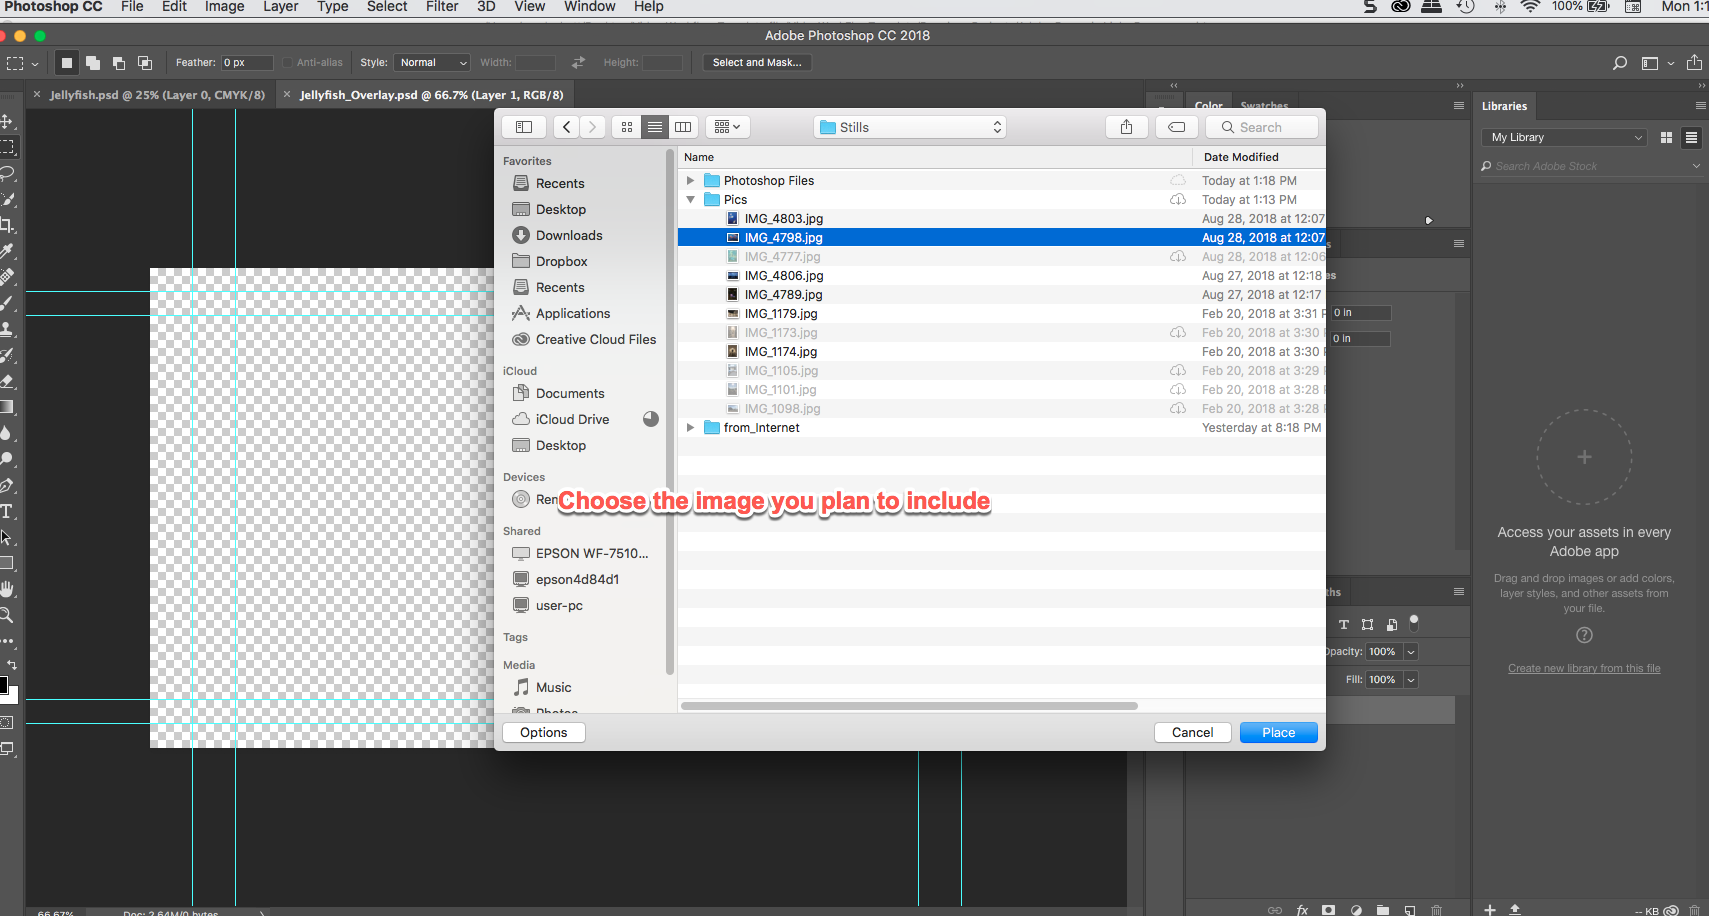 Photoshop CC File Edit Image Layer Type Select Filter 3D View Window Help 100% Mon 1:1
Adobe Photoshop CC 2018
Feather: 0 px Anti-alias Style: Normal Width: Height: Select and Mask...
× Jellyfish.psd @ 25% (Layer 0, CMYK/8) × Jellyfish_Overlay.psd @ 66.7% (Layer 1, RGB/8)
Color Swatches
Libraries
My Library
Search Adobe Stock
Stills
Search
Favorites
Recents
Desktop
Downloads
Dropbox
Recents
Applications
Creative Cloud Files
iCloud
Documents
iCloud Drive
Desktop
Devices
Rem
Shared
EPSON WF-7510...
epson4d84d1
user-pc
Tags
Media
Music
Photos
Name Date Modified
Photoshop Files Today at 1:18 PM
Pics Today at 1:13 PM
IMG_4803.jpg Aug 28, 2018 at 12:07
IMG_4798.jpg Aug 28, 2018 at 12:07
IMG_4777.jpg Aug 28, 2018 at 12:06
IMG_4806.jpg Aug 27, 2018 at 12:18
IMG_4789.jpg Aug 27, 2018 at 12:17
IMG_1179.jpg Feb 20, 2018 at 3:31 P
IMG_1173.jpg Feb 20, 2018 at 3:30
IMG_1174.jpg Feb 20, 2018 at 3:30
IMG_1105.jpg Feb 20, 2018 at 3:29
IMG_1101.jpg Feb 20, 2018 at 3:28
IMG_1098.jpg Feb 20, 2018 at 3:28
from_Internet Yesterday at 8:18 PM
Choose the image you plan to include
Options Cancel Place
s
es
0 in
0 in
ths
Opacity: 100%
Fill: 100%
Access your assets in every
Adobe app
Drag and drop images or add colors,
layer styles, and other assets from
your file.
Create new library from this file
66.67% Doc: 2.64M/0 bytes
fx
-- KB